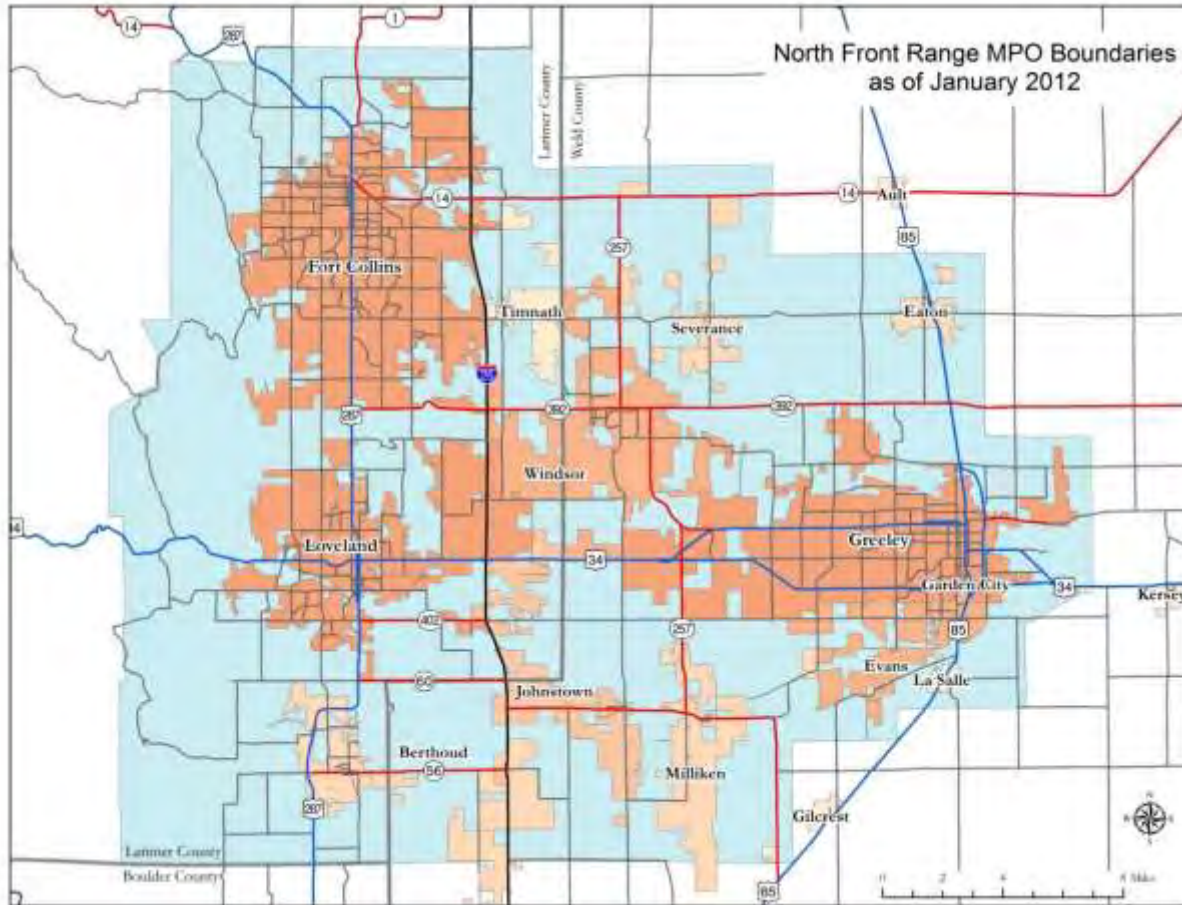 North Front Range MPO Boundaries
as of January 2012
14
1
287
Larimer County
Weld County
14
14
Ault
257
85
Fort Collins
Timnath
Severance
Eaton
287
392
392
Windsor
Loveland
34
Greeley
Garden City
34
Kersey
402
257
85
Evans
La Salle
60
Johnstown
Berthoud
56
Milliken
287
Gilcrest
Larimer County
Boulder County
85
N
S
0 2 4 8 Miles